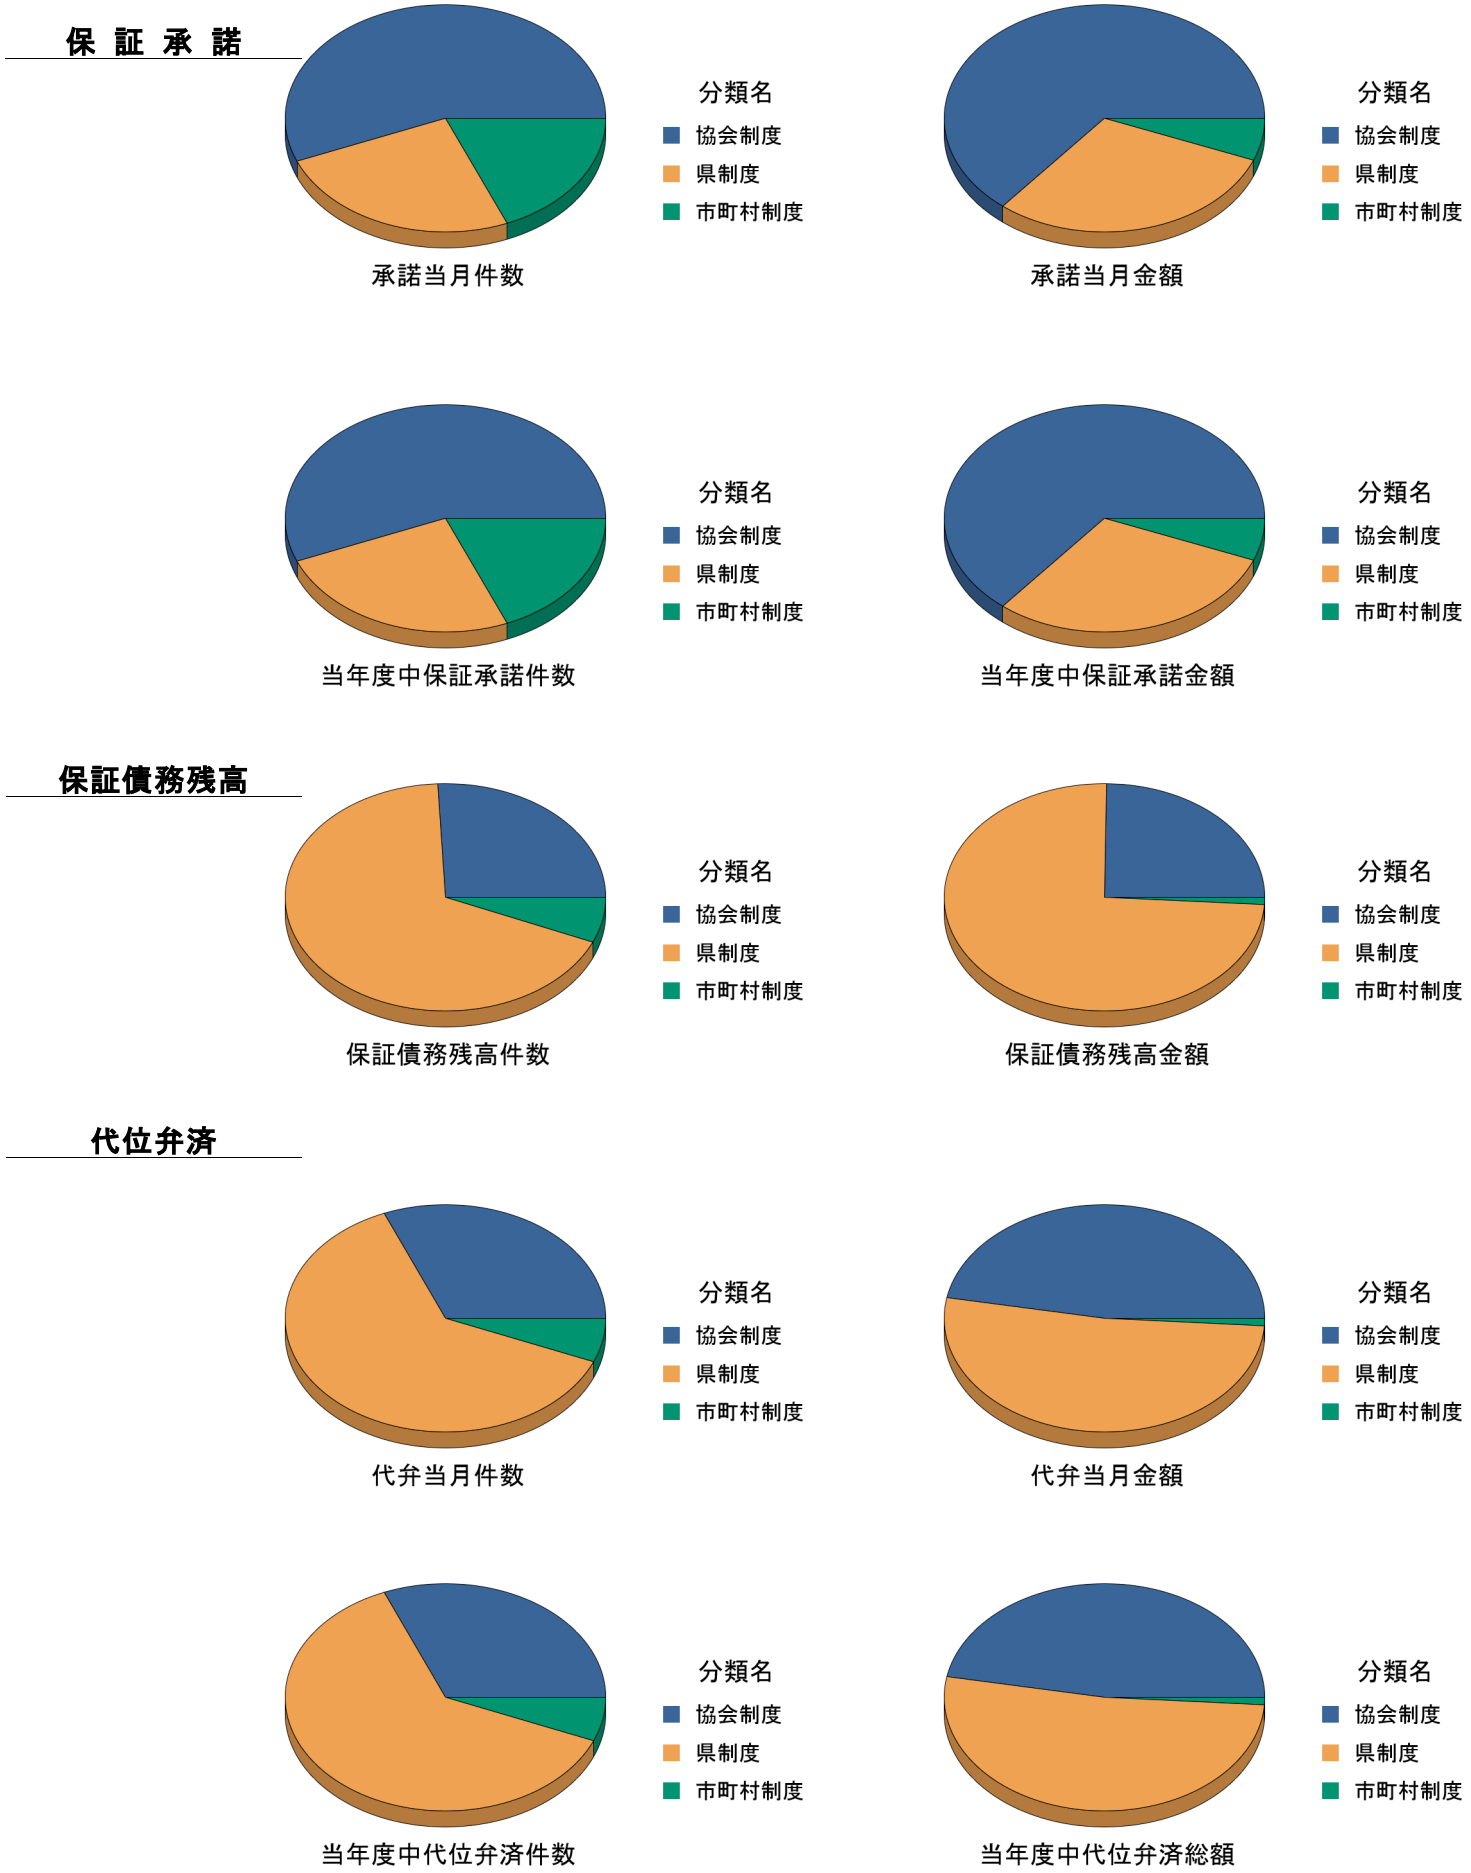 保 証 承 諾
分類名
協会制度
県制度
市町村制度
承諾当月件数
分類名
協会制度
県制度
市町村制度
承諾当月金額
分類名
協会制度
県制度
市町村制度
当年度中保証承諾件数
分類名
協会制度
県制度
市町村制度
当年度中保証承諾金額
保証債務残高
分類名
協会制度
県制度
市町村制度
保証債務残高件数
分類名
協会制度
県制度
市町村制度
保証債務残高金額
代位弁済
分類名
協会制度
県制度
市町村制度
代弁当月件数
分類名
協会制度
県制度
市町村制度
代弁当月金額
分類名
協会制度
県制度
市町村制度
当年度中代位弁済件数
分類名
協会制度
県制度
市町村制度
当年度中代位弁済総額